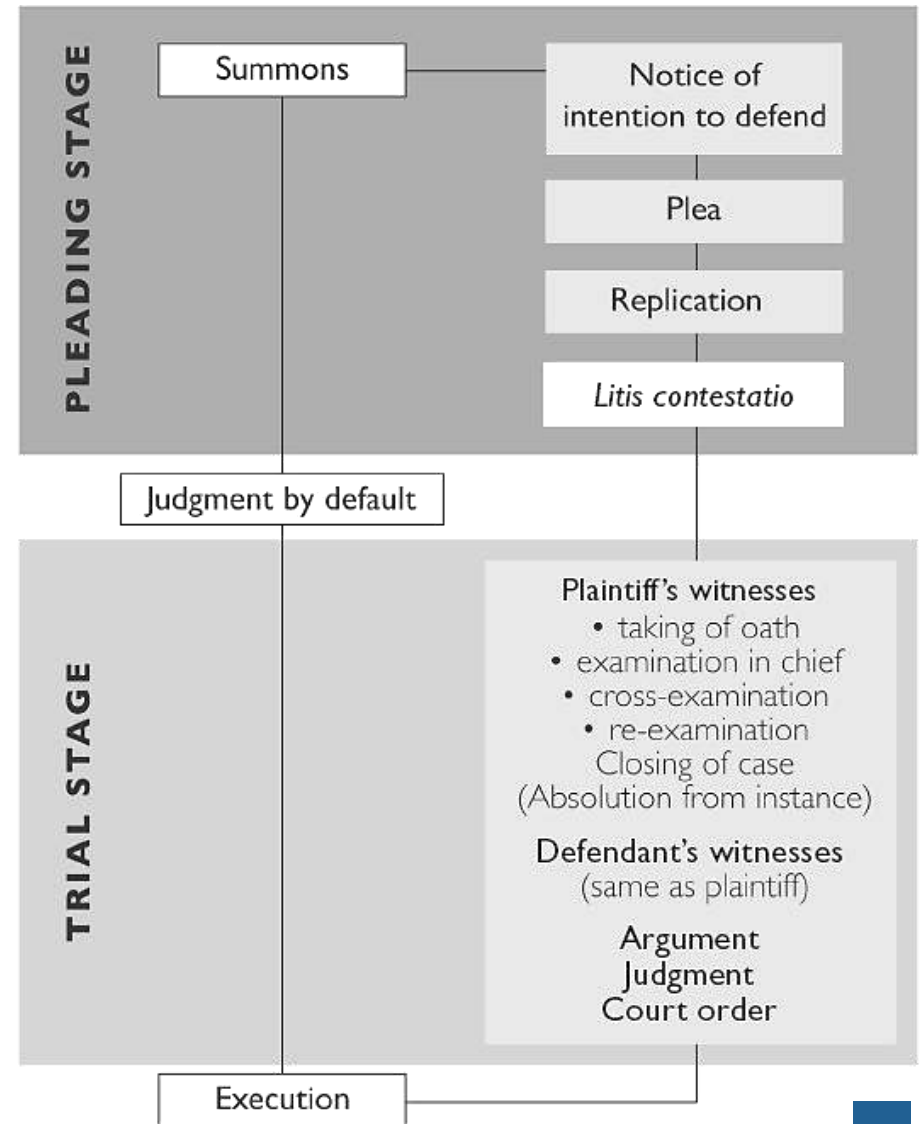 PLEADING STAGE
Summons
Notice of
intention to defend
Plea
Replication
Litis contestatio
Judgment by default
TRIAL STAGE
Plaintiff's witnesses
• taking of oath
• examination in chief
• cross-examination
• re-examination
Closing of case
(Absolution from instance)
Defendant's witnesses
(same as plaintiff)
Argument
Judgment
Court order
Execution